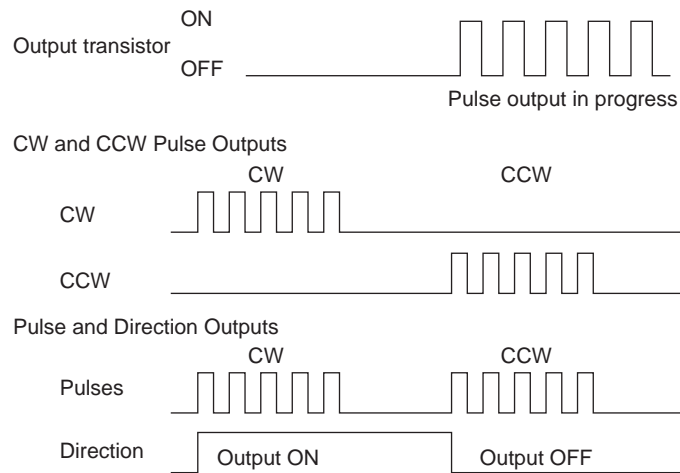 ON
Output transistor
OFF
Pulse output in progress
CW and CCW Pulse Outputs
CW CCW
CW
CCW
Pulse and Direction Outputs
CW CCW
Pulses
Direction Output ON Output OFF